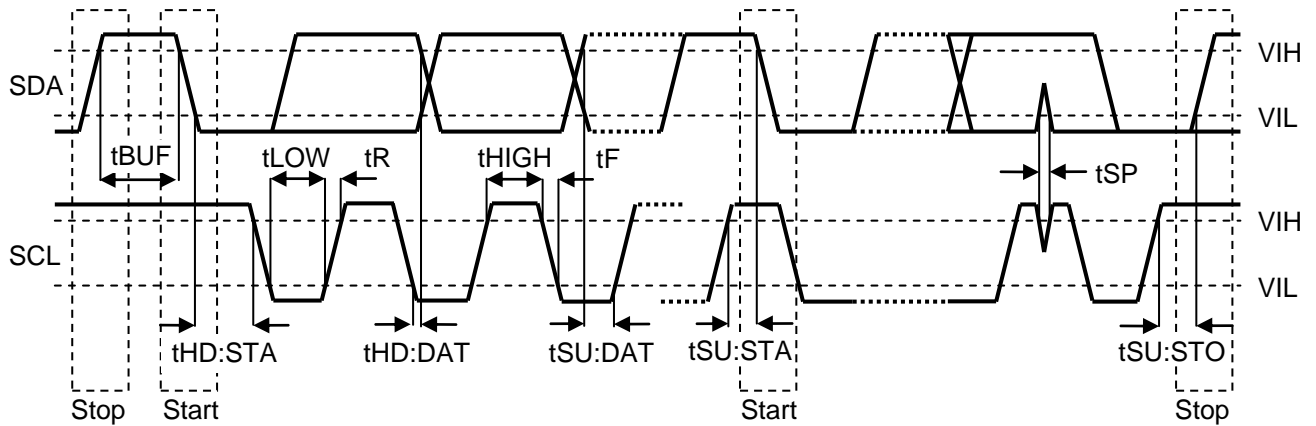 VIH
SDA
VIL
tBUF
tLOW
tR
tHIGH
tF
tSP
VIH
SCL
VIL
tHD:STA
tHD:DAT
tSU:DAT
tSU:STA
tSU:STO
Stop
Start
Start
Stop